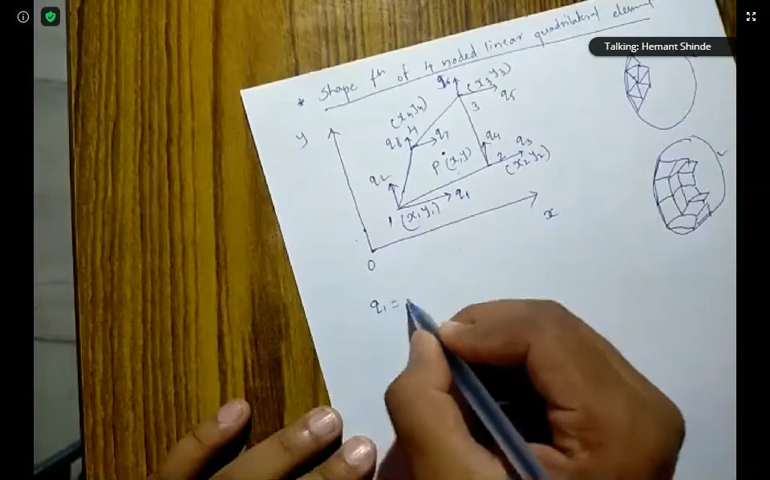 Talking: Hemant Shinde
* Shape fⁿ of 4 noded linear quadrilateral element
y
q6
(x3 y3)
q5
3
(x4 y4)
4
q8
q7
q4
q3
2
(x2 y2)
P (x,y)
q2
q1
1
(x1 y1)
x
0
q1 =